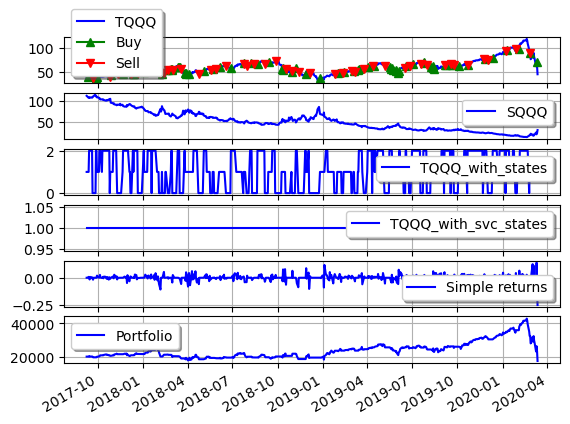 TQQQ
Buy
Sell
100
50
SQQQ
100
50
TQQQ_with_states
2
0
TQQQ_with_svc_states
1.05
1.00
0.95
Simple returns
0.00
−0.25
Portfolio
40000
20000
2017-10 2018-01 2018-04 2018-07 2018-10 2019-01 2019-04 2019-07 2019-10 2020-01 2020-04